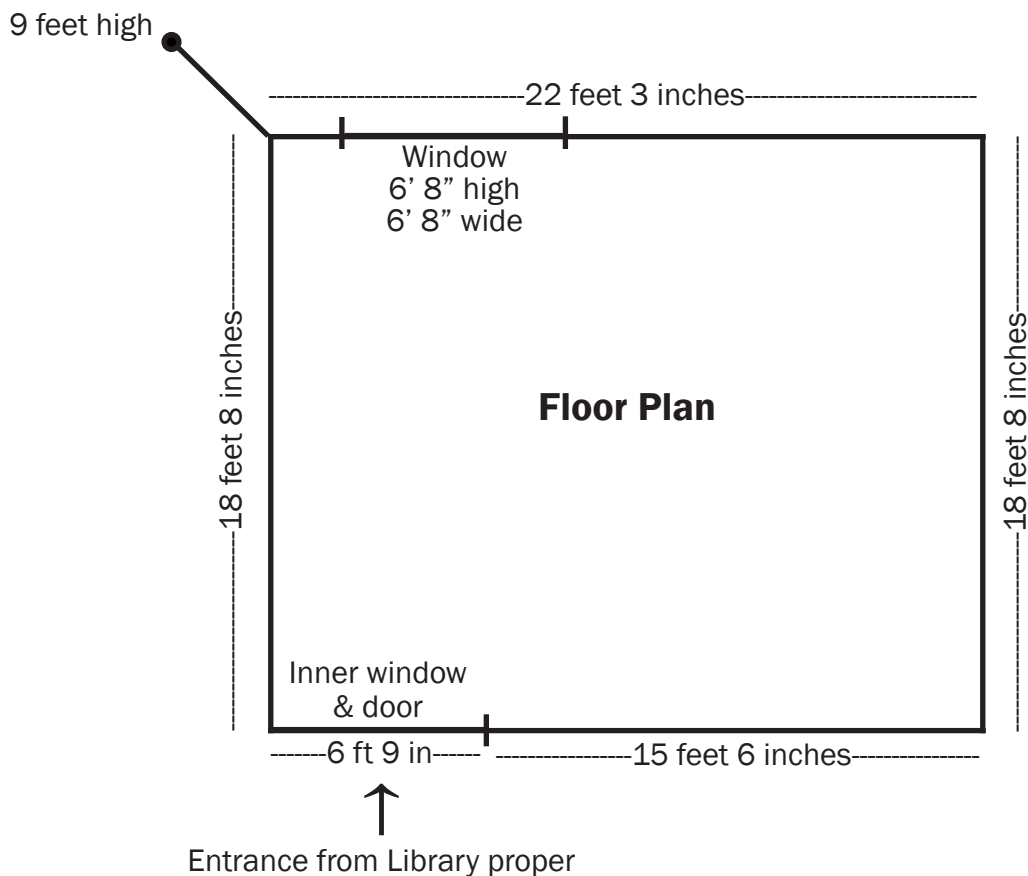 9 feet high
22 feet 3 inches
Window
6’ 8” high
6’ 8” wide
18 feet 8 inches
Floor Plan
18 feet 8 inches
Inner window
& door
6 ft 9 in
15 feet 6 inches
Entrance from Library proper